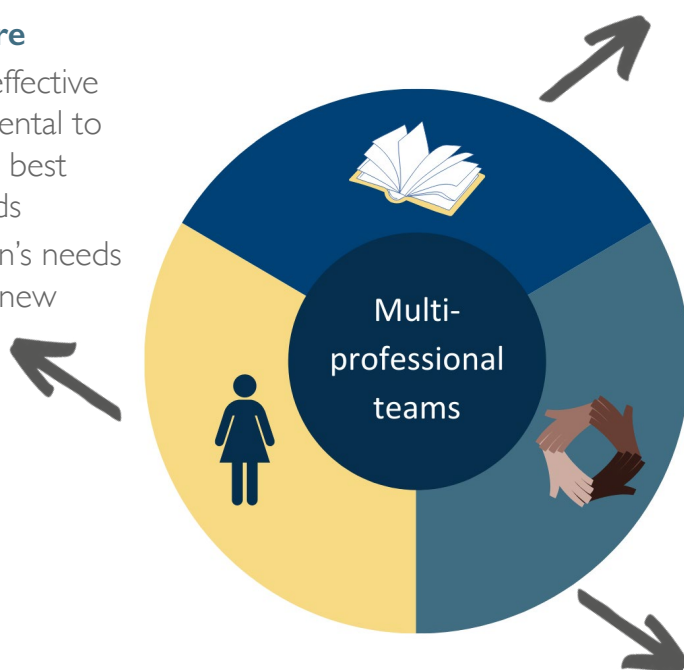 re
effective
ental to
best
ds
n's needs
new
Multi-
professional
teams